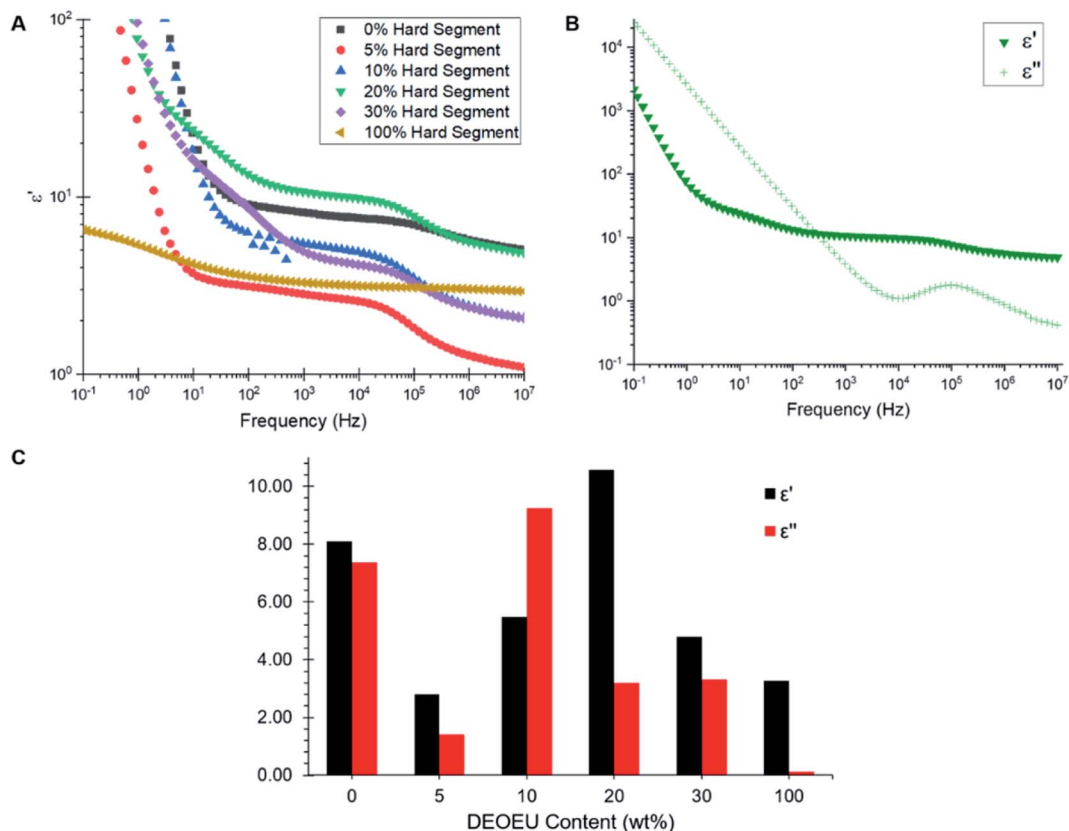 A
10²
10¹
10⁰
ε'
0% Hard Segment
5% Hard Segment
10% Hard Segment
20% Hard Segment
30% Hard Segment
100% Hard Segment
10⁻¹ 10⁰ 10¹ 10² 10³ 10⁴ 10⁵ 10⁶ 10⁷
Frequency (Hz)
B
10⁴
10³
10²
10¹
10⁰
10⁻¹
ε'
ε"
10⁻¹ 10⁰ 10¹ 10² 10³ 10⁴ 10⁵ 10⁶ 10⁷
Frequency (Hz)
C
10.00
8.00
6.00
4.00
2.00
0.00
ε'
ε"
0 5 10 20 30 100
DEOEU Content (wt%)